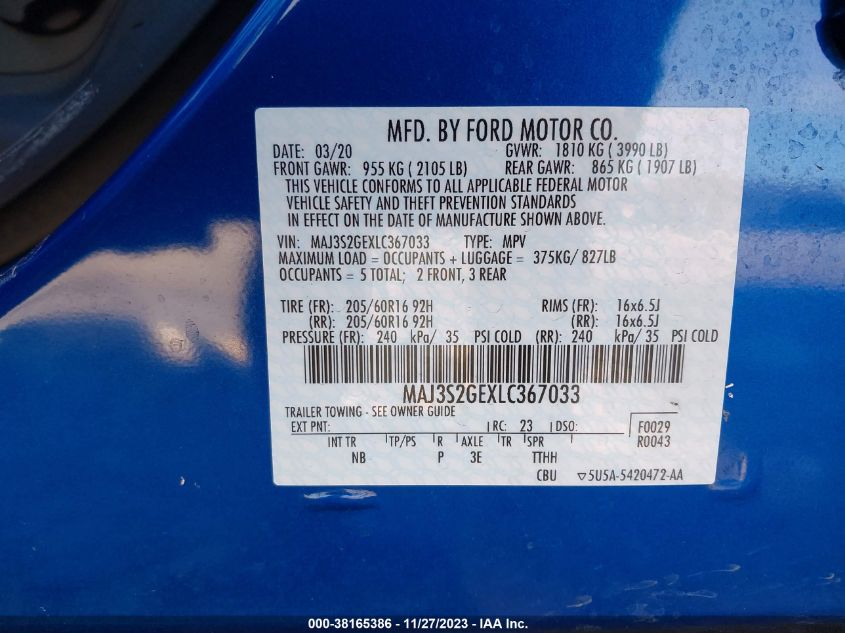 MFD. BY FORD MOTOR CO.
DATE: 03/20 GVWR: 1810 KG ( 3990 LB)
FRONT GAWR: 955 KG ( 2105 LB) REAR GAWR: 865 KG ( 1907 LB)
THIS VEHICLE CONFORMS TO ALL APPLICABLE FEDERAL MOTOR
VEHICLE SAFETY AND THEFT PREVENTION STANDARDS
IN EFFECT ON THE DATE OF MANUFACTURE SHOWN ABOVE.
VIN: MAJ3S2GEXLC367033 TYPE: MPV
MAXIMUM LOAD = OCCUPANTS + LUGGAGE = 375KG/ 827LB
OCCUPANTS = 5 TOTAL; 2 FRONT, 3 REAR
TIRE (FR): 205/60R16 92H RIMS (FR): 16x6.5J
(RR): 205/60R16 92H (RR): 16x6.5J
PRESSURE (FR): 240 kPa/ 35 PSI COLD (RR): 240 kPa/ 35 PSI COLD
MAJ3S2GEXLC367033
TRAILER TOWING - SEE OWNER GUIDE
EXT PNT: RC: 23 DSO: F0029
R0043
INT TR TP/PS R AXLE TR SPR
NB P 3E TTHH
CBU ▽5U5A-5420472-AA
000-38165386 - 11/27/2023 - IAA Inc.